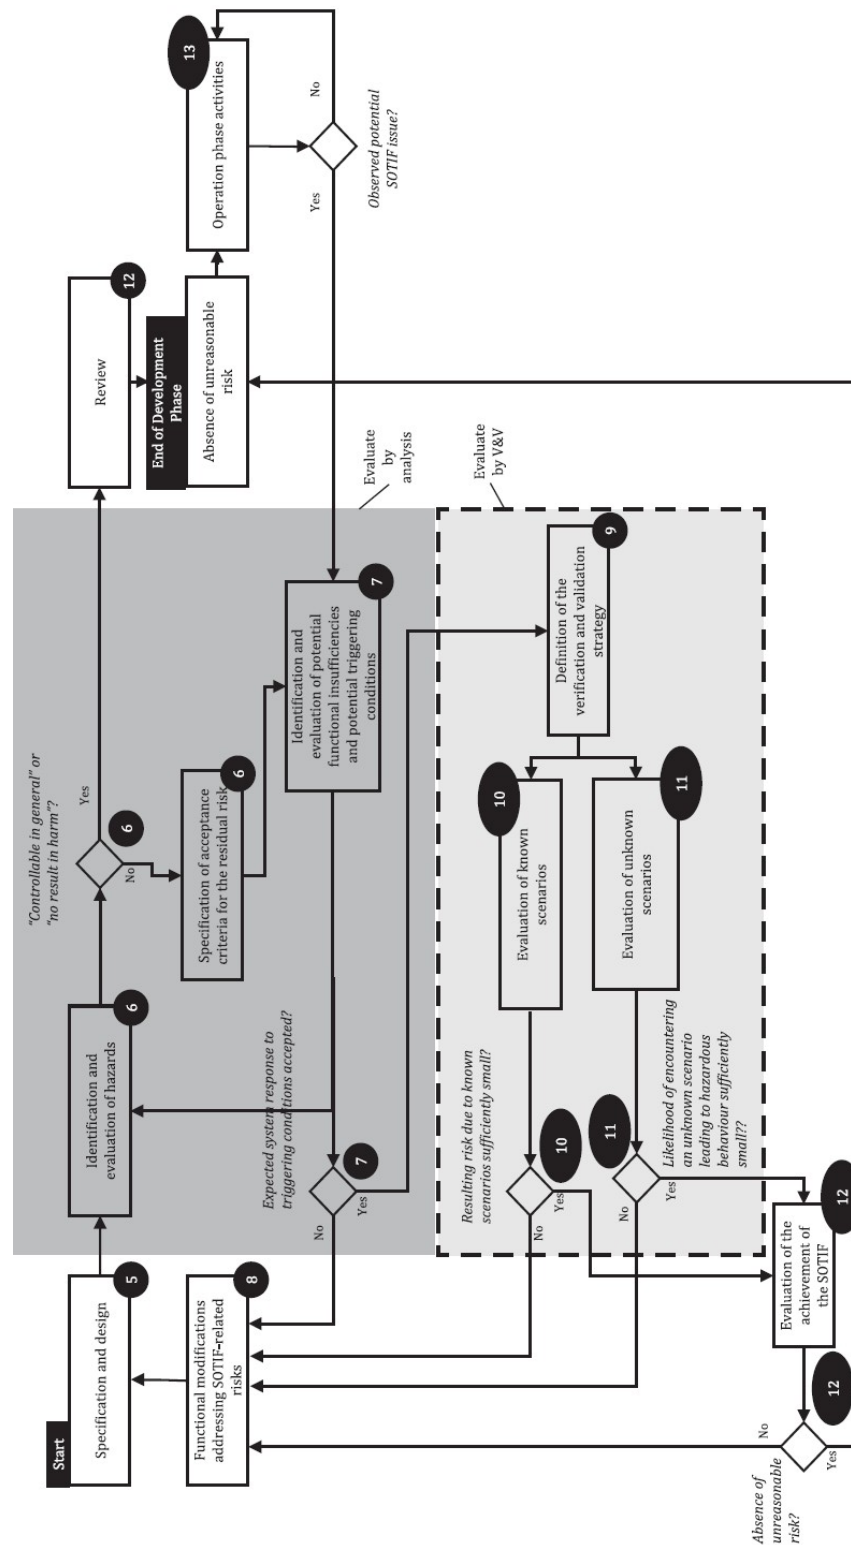 Start
Specification and design
5
Identification and
evaluation of hazards
6
"Controllable in general" or
"no result in harm"?
6
Yes
No
Review
12
Functional modifications
addressing SOTIF-related
risks
8
Specification of acceptance
criteria for the residual risk
6
End of Development
Phase
Absence of unreasonable
risk
Operation phase activities
13
Expected system response to
triggering conditions accepted?
7
No
Yes
Identification and
evaluation of potential
functional insufficiencies
and potential triggering
conditions
7
Yes
No
Observed potential
SOTIF issue?
Evaluate
by
analysis
Evaluate
by V&V
Resulting risk due to known
scenarios sufficiently small?
10
No
Yes
Evaluation of known
scenarios
10
Definition of the
verification and validation
strategy
9
11
No
Yes
Evaluation of unknown
scenarios
11
Likelihood of encountering
an unknown scenario
leading to hazardous
behaviour sufficiently
small??
Absence of
unreasonable
risk?
No
Yes
12
Evaluation of the
achievement of
the SOTIF
12